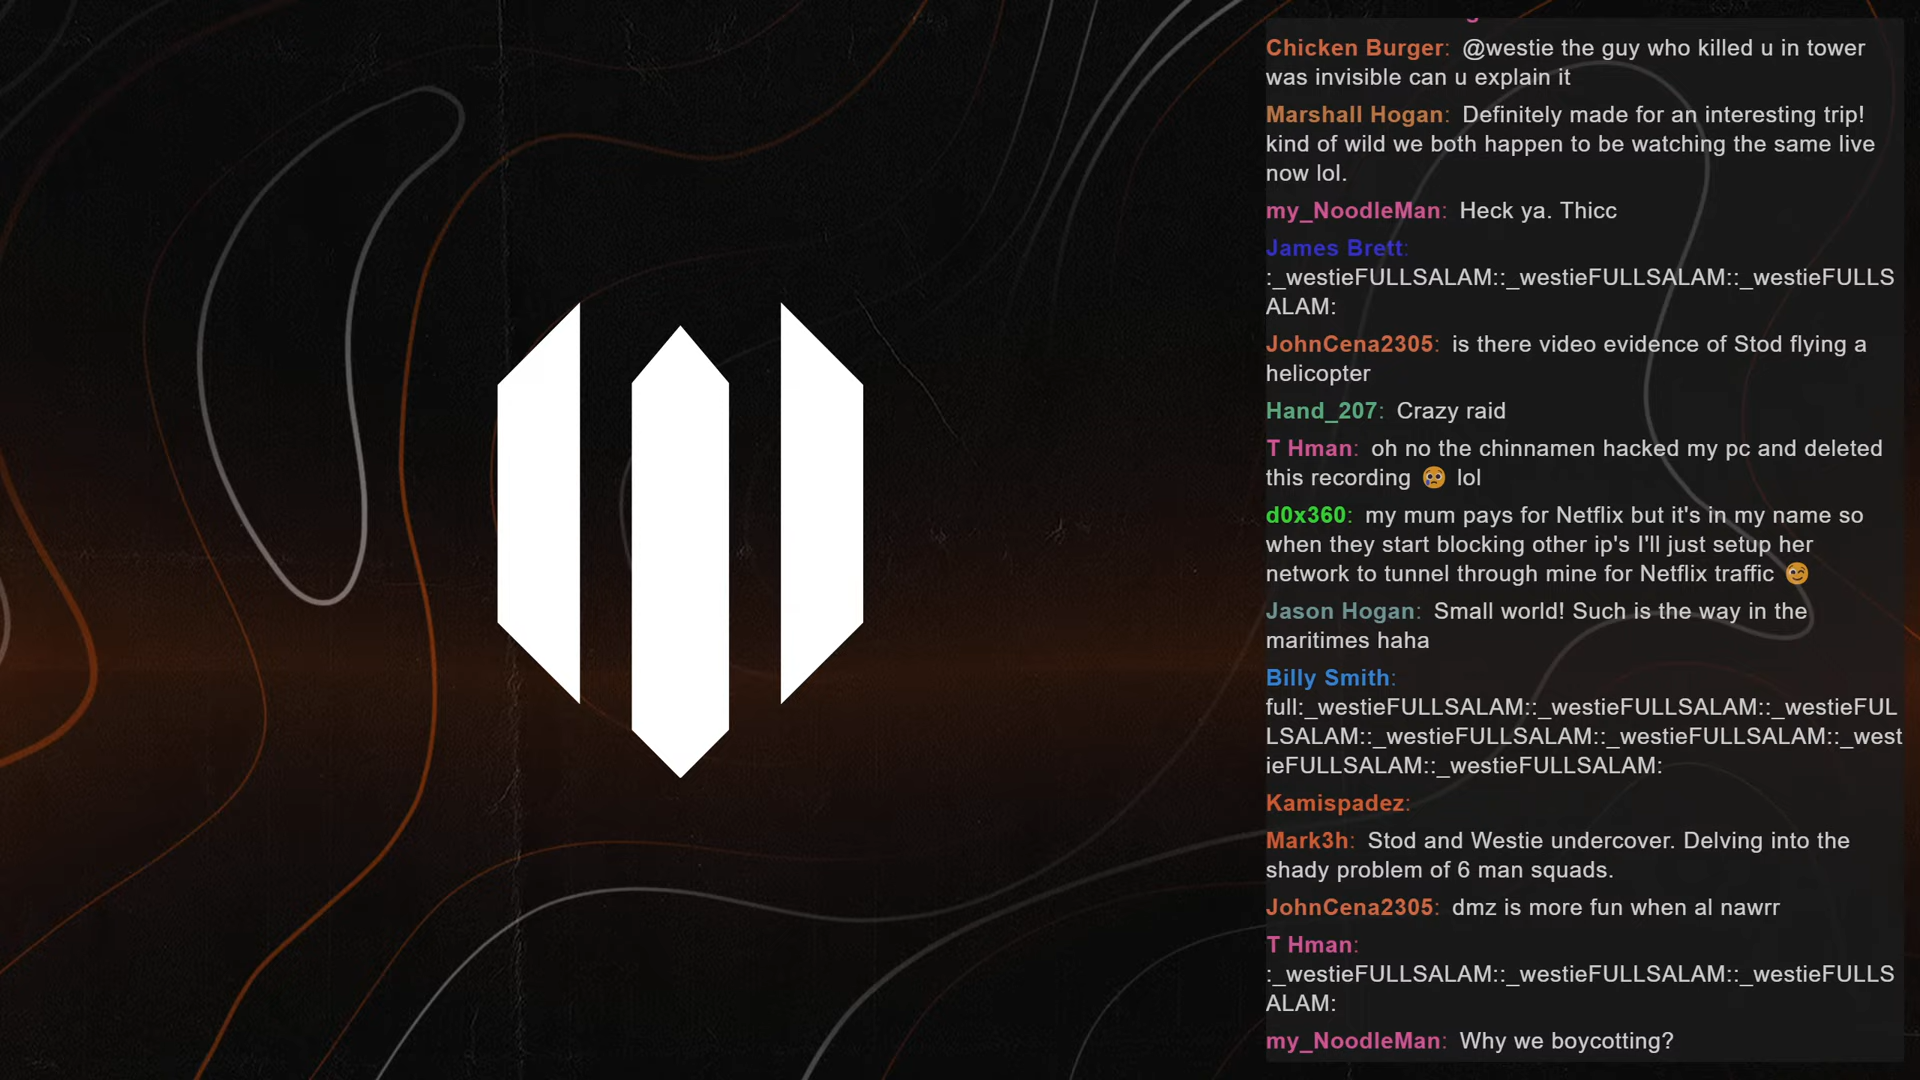 Chicken Burger: @westie the guy who killed u in tower
was invisible can u explain it
Marshall Hogan: Definitely made for an interesting trip!
kind of wild we both happen to be watching the same live
now lol.
my_NoodleMan: Heck ya. Thicc
James Brett:
:_westieFULLSALAM::_westieFULLSALAM::_westieFULLS
ALAM:
JohnCena2305: is there video evidence of Stod flying a
helicopter
Hand_207: Crazy raid
T Hman: oh no the chinnamen hacked my pc and deleted
this recording 😢 lol
d0x360: my mum pays for Netflix but it's in my name so
when they start blocking other ip's I'll just setup her
network to tunnel through mine for Netflix traffic 😉
Jason Hogan: Small world! Such is the way in the
maritimes haha
Billy Smith:
full:_westieFULLSALAM::_westieFULLSALAM::_westieFUL
LSALAM::_westieFULLSALAM::_westieFULLSALAM::_west
ieFULLSALAM::_westieFULLSALAM:
Kamispadez:
Mark3h: Stod and Westie undercover. Delving into the
shady problem of 6 man squads.
JohnCena2305: dmz is more fun when al nawrr
T Hman:
:_westieFULLSALAM::_westieFULLSALAM::_westieFULLS
ALAM:
my_NoodleMan: Why we boycotting?